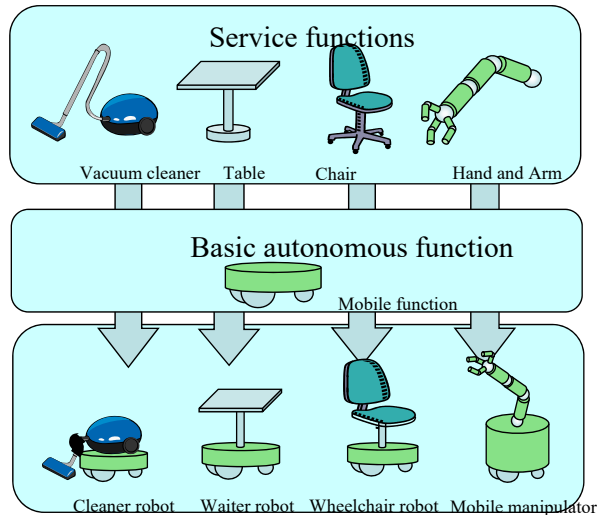 Service functions
Vacuum cleaner Table Chair Hand and Arm
Basic autonomous function
Mobile function
Cleaner robot Waiter robot Wheelchair robot Mobile manipulator